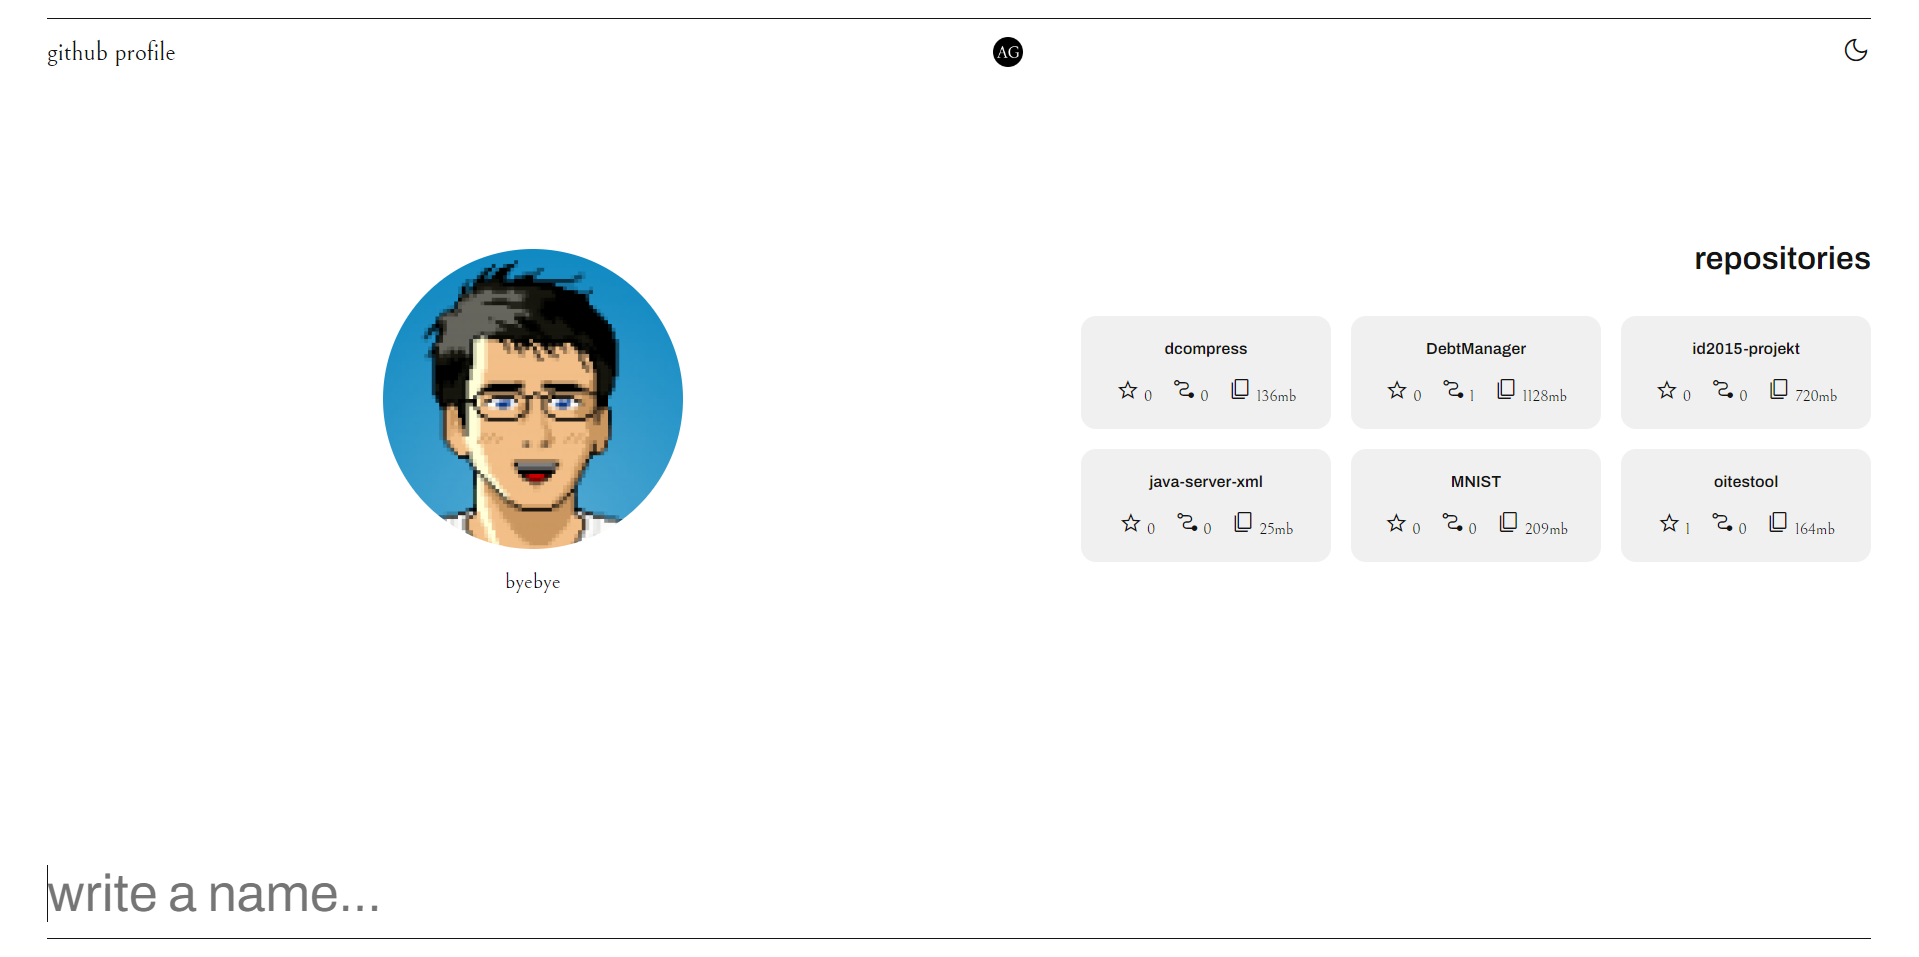 github profile
AG
byebye
repositories
dcompress
0 0 136mb
DebtManager
0 1 1128mb
id2015-projekt
0 0 720mb
java-server-xml
0 0 25mb
MNIST
0 0 209mb
oitestool
1 0 164mb
write a name...